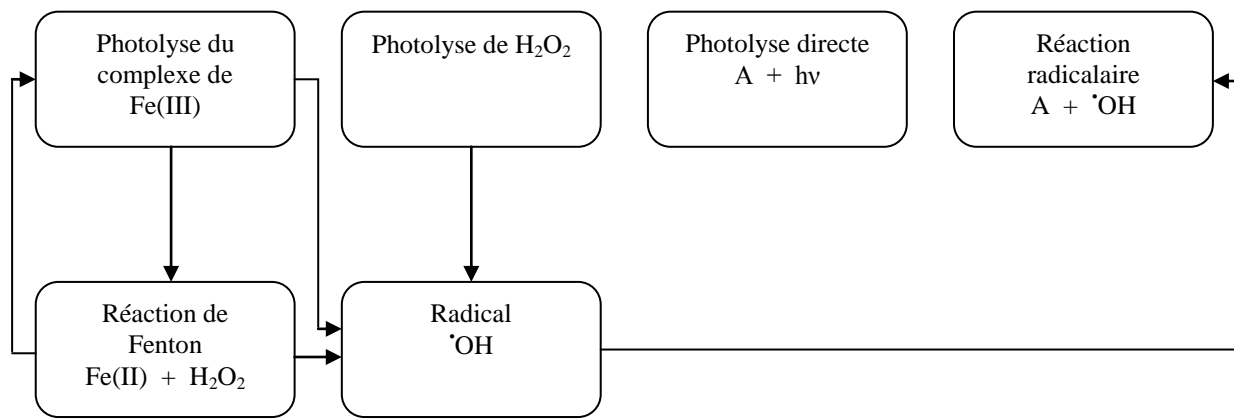 Photolyse du
complexe de
Fe(III)
Photolyse de H₂O₂
Photolyse directe
A + hν
Réaction
radicalaire
A + •OH
Réaction de
Fenton
Fe(II) + H₂O₂
Radical
•OH